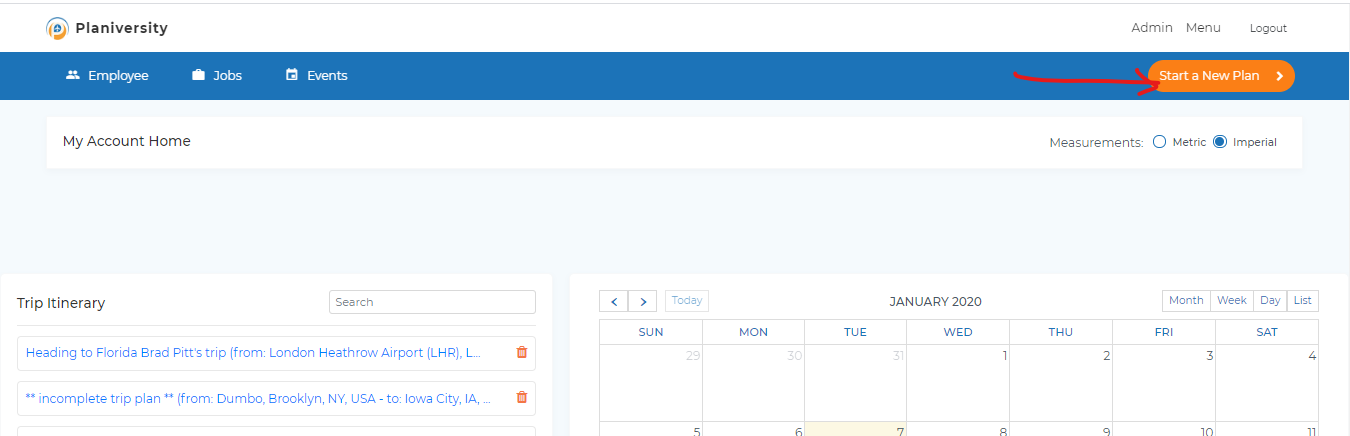 Planiversity
Admin Menu Logout
Employee Jobs Events Start a New Plan
My Account Home
Measurements: Metric Imperial
Trip Itinerary
Search
Heading to Florida Brad Pitt's trip (from: London Heathrow Airport (LHR), L...
** incomplete trip plan ** (from: Dumbo, Brooklyn, NY, USA - to: Iowa City, IA, ...
Today JANUARY 2020 Month Week Day List
SUN MON TUE WED THU FRI SAT
29 30 31 1 2 3 4
5 6 7 8 9 10 11